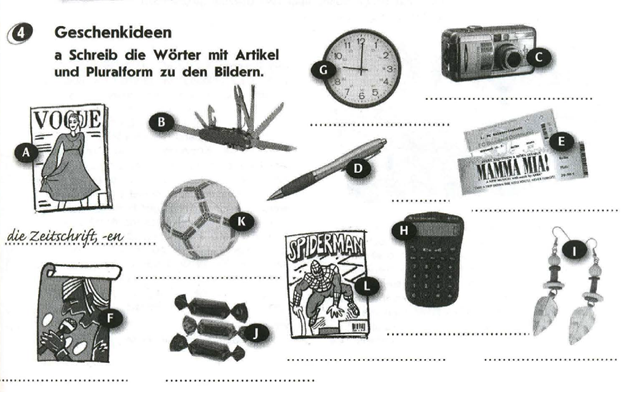 4 Geschenkideen
a Schreib die Wörter mit Artikel
und Pluralform zu den Bildern.
G
C
VOGUE
B
A
D
E
MAMMA MIA!
K
die Zeitschrift, -en
H
I
SPIDERMAN
L
F
J